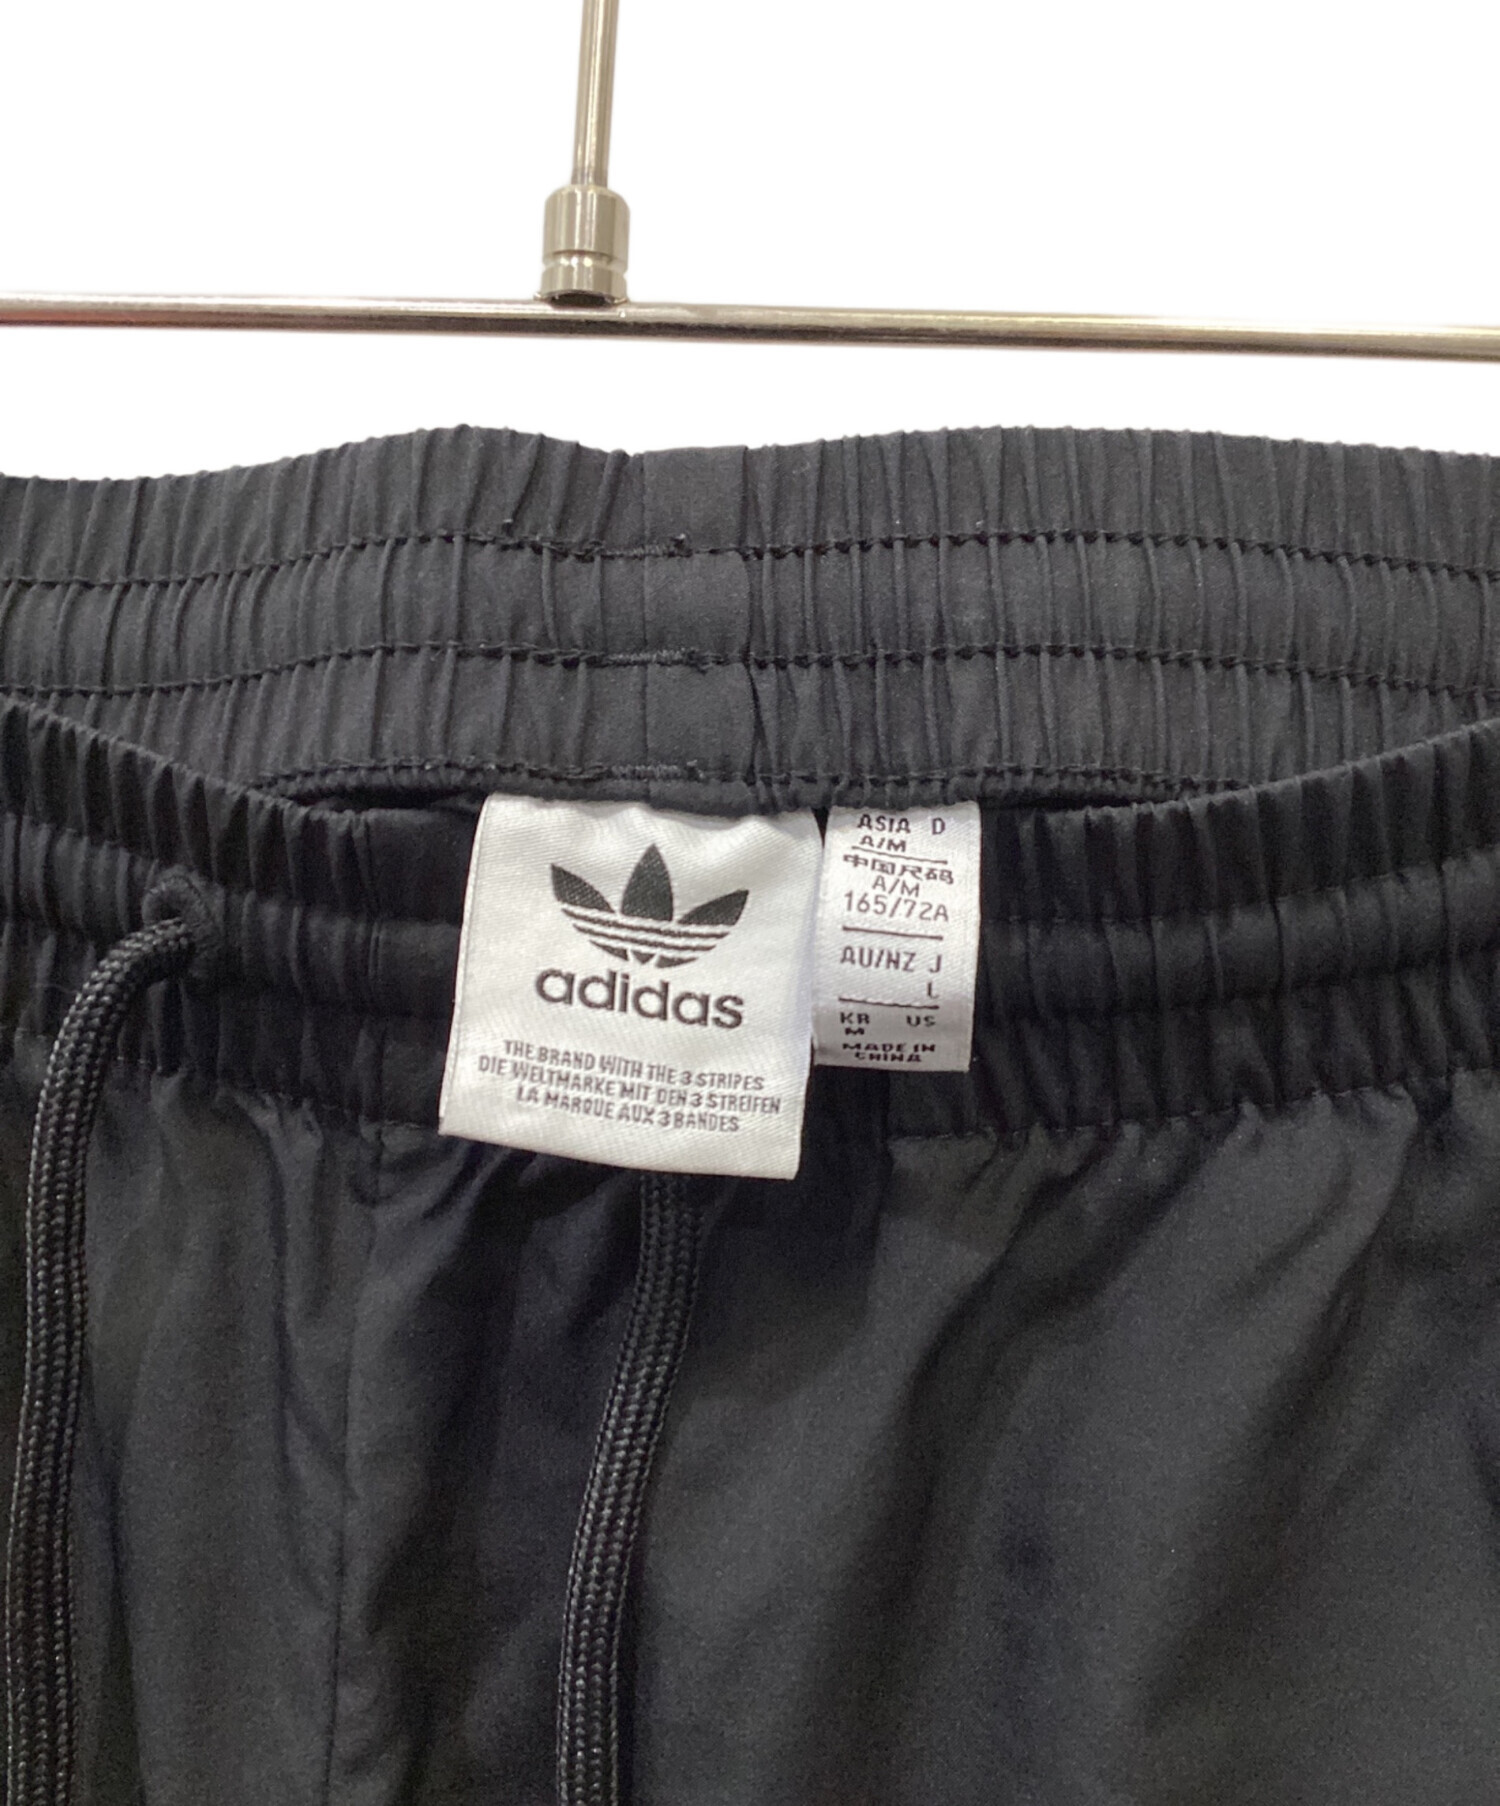 adidas
THE BRAND WITH THE 3 STRIPES
DIE WELTMARKE MIT DEN 3 STREIFEN
LA MARQUE AUX 3 BANDES
ASIA D
A/M
中国尺码
A/M
165/72A
AU/NZ J
L
KR US
M
MADE IN
CHINA